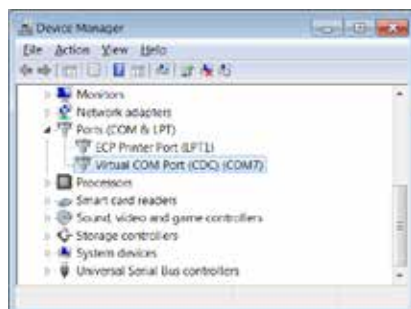 Device Manager
File Action View Help
Monitors
Network adapters
Ports (COM & LPT)
ECP Printer Port (LPT1)
Virtual COM Port (CDC) (COM7)
Processors
Smart card readers
Sound, video and game controllers
Storage controllers
System devices
Universal Serial Bus controllers